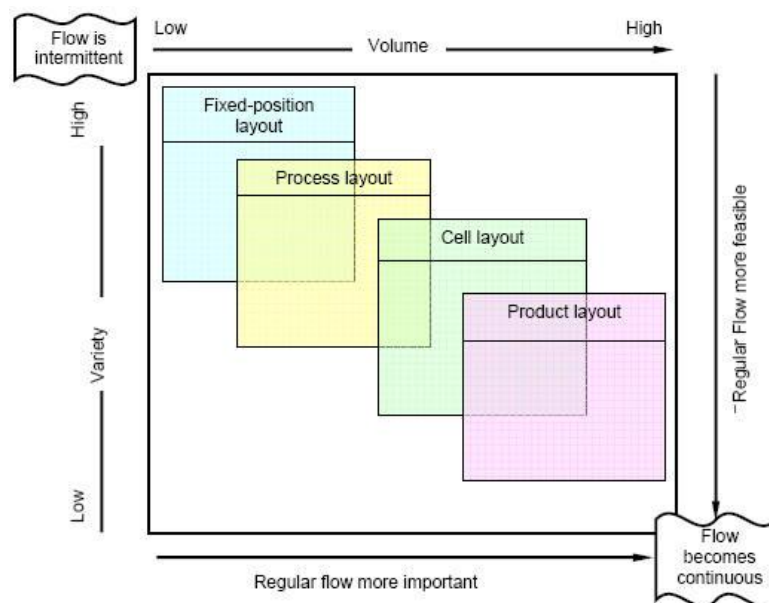 Flow is
intermittent
Low
Volume
High
High
Variety
Low
Fixed-position
layout
Process layout
Cell layout
Product layout
Regular Flow more feasible
Regular flow more important
Flow
becomes
continuous